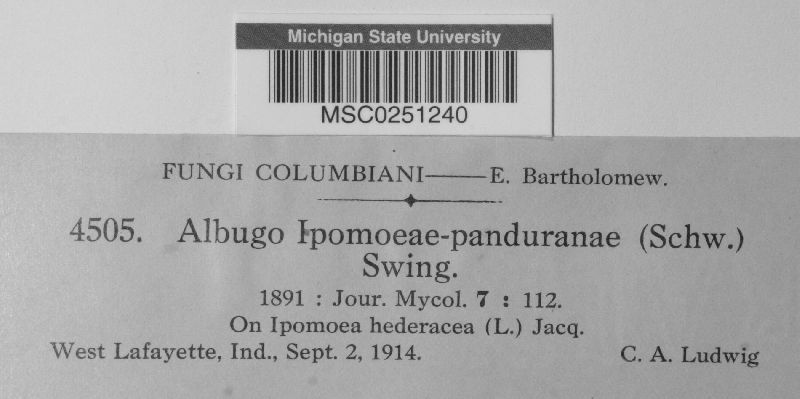 Michigan State University
MSC0251240
FUNGI COLUMBIANI——E. Bartholomew.
4505. Albugo Ipomoeae-panduranae (Schw.)
Swing.
1891 : Jour. Mycol. 7 : 112.
On Ipomoea hederacea (L.) Jacq.
West Lafayette, Ind., Sept. 2, 1914. C. A. Ludwig